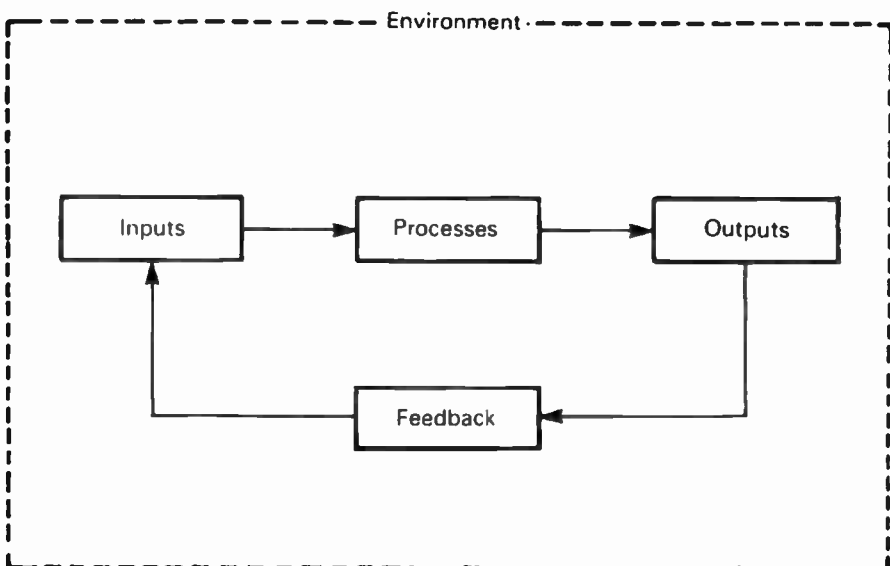 Environment
Inputs
Processes
Outputs
Feedback